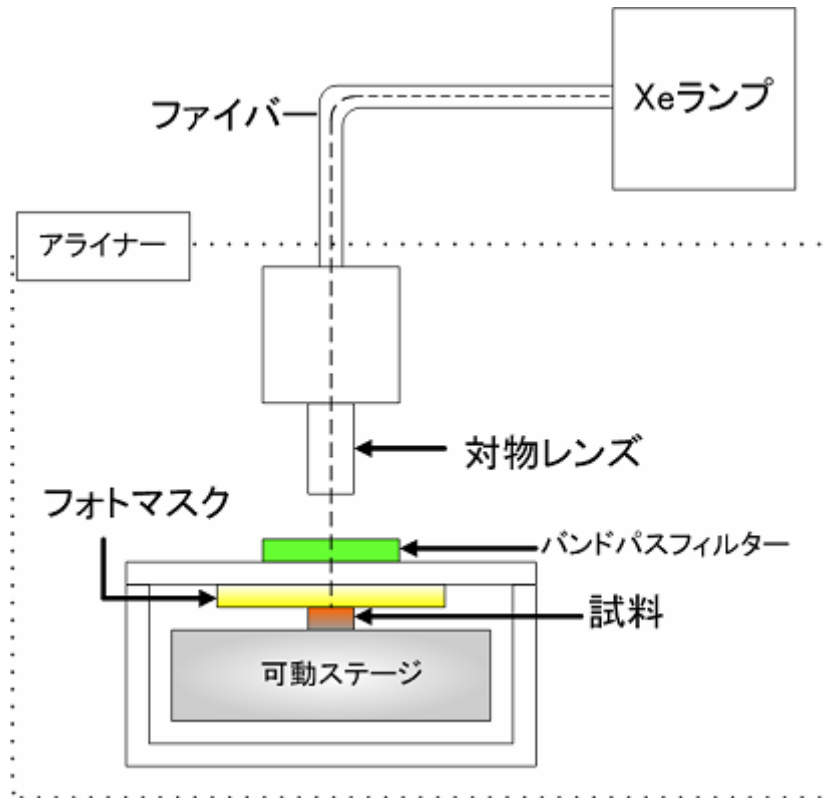 Xeランプ
ファイバー
アライナー
対物レンズ
フォトマスク
バンドパスフィルター
試料
可動ステージ